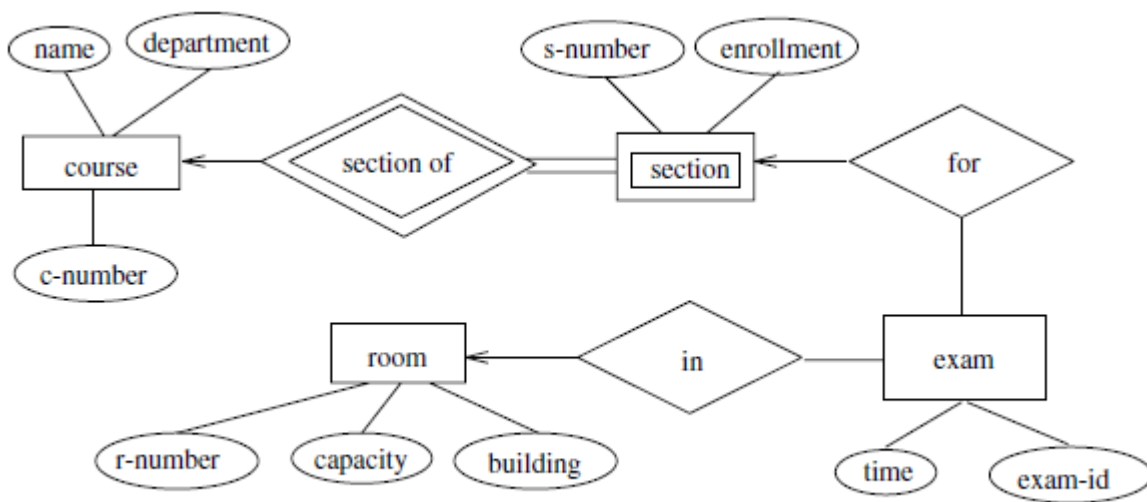 name
department
s-number
enrollment
course
section of
section
for
c-number
room
in
exam
r-number
capacity
building
time
exam-id